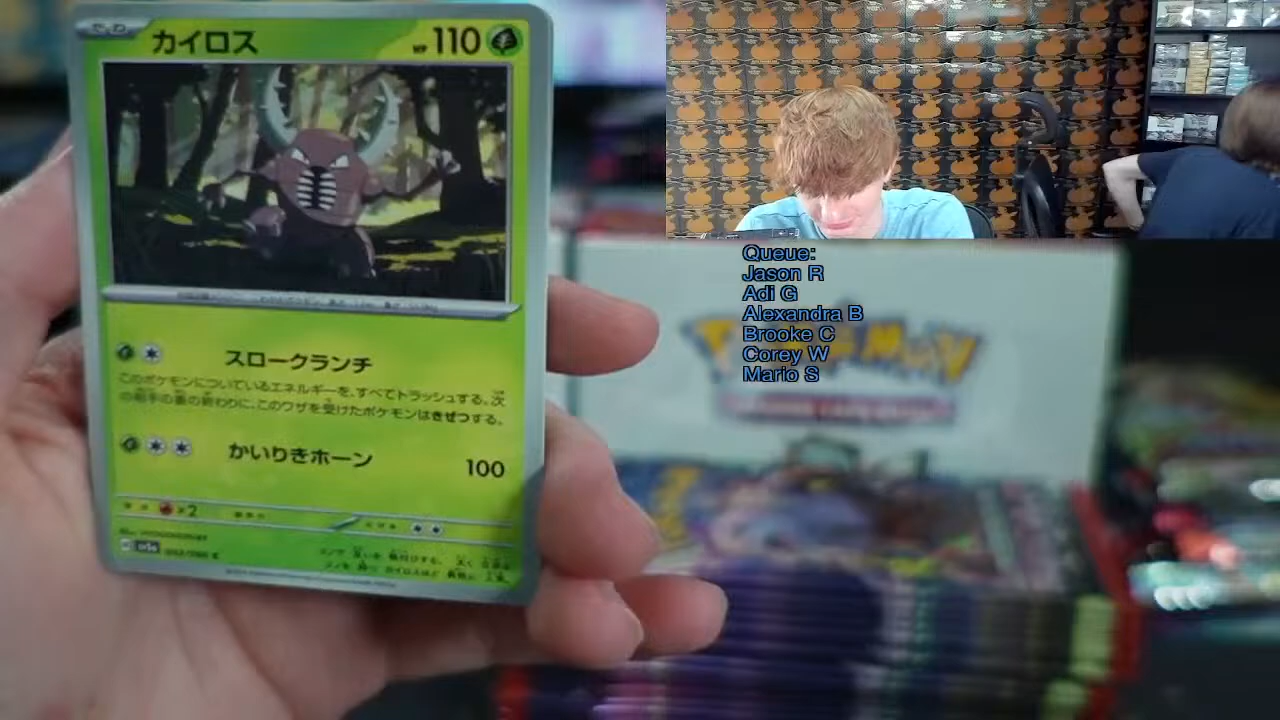 カイロス
HP 110
スロークランチ
このポケモンについているエネルギーを、すべてトラッシュする。次
の相手の番の終わりに、このワザを受けたポケモンはきぜつする。
かいりきホーン 100
×2
Queue:
Jason R
Adi G
Alexandra B
Brooke C
Corey W
Mario S